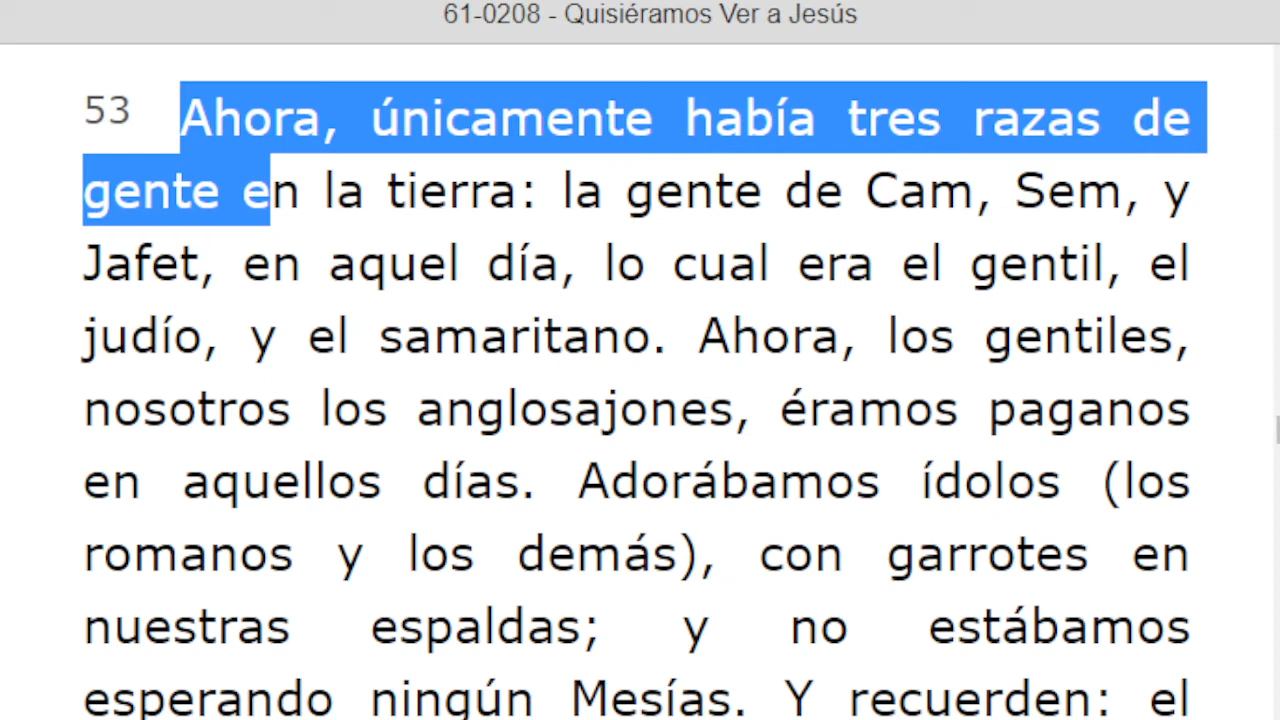 61-0208 - Quisiéramos Ver a Jesús
53 Ahora, únicamente había tres razas de
gente en la tierra: la gente de Cam, Sem, y
Jafet, en aquel día, lo cual era el gentil, el
judío, y el samaritano. Ahora, los gentiles,
nosotros los anglosajones, éramos paganos
en aquellos días. Adorábamos ídolos (los
romanos y los demás), con garrotes en
nuestras espaldas; y no estábamos
esperando ningún Mesías. Y recuerden: el